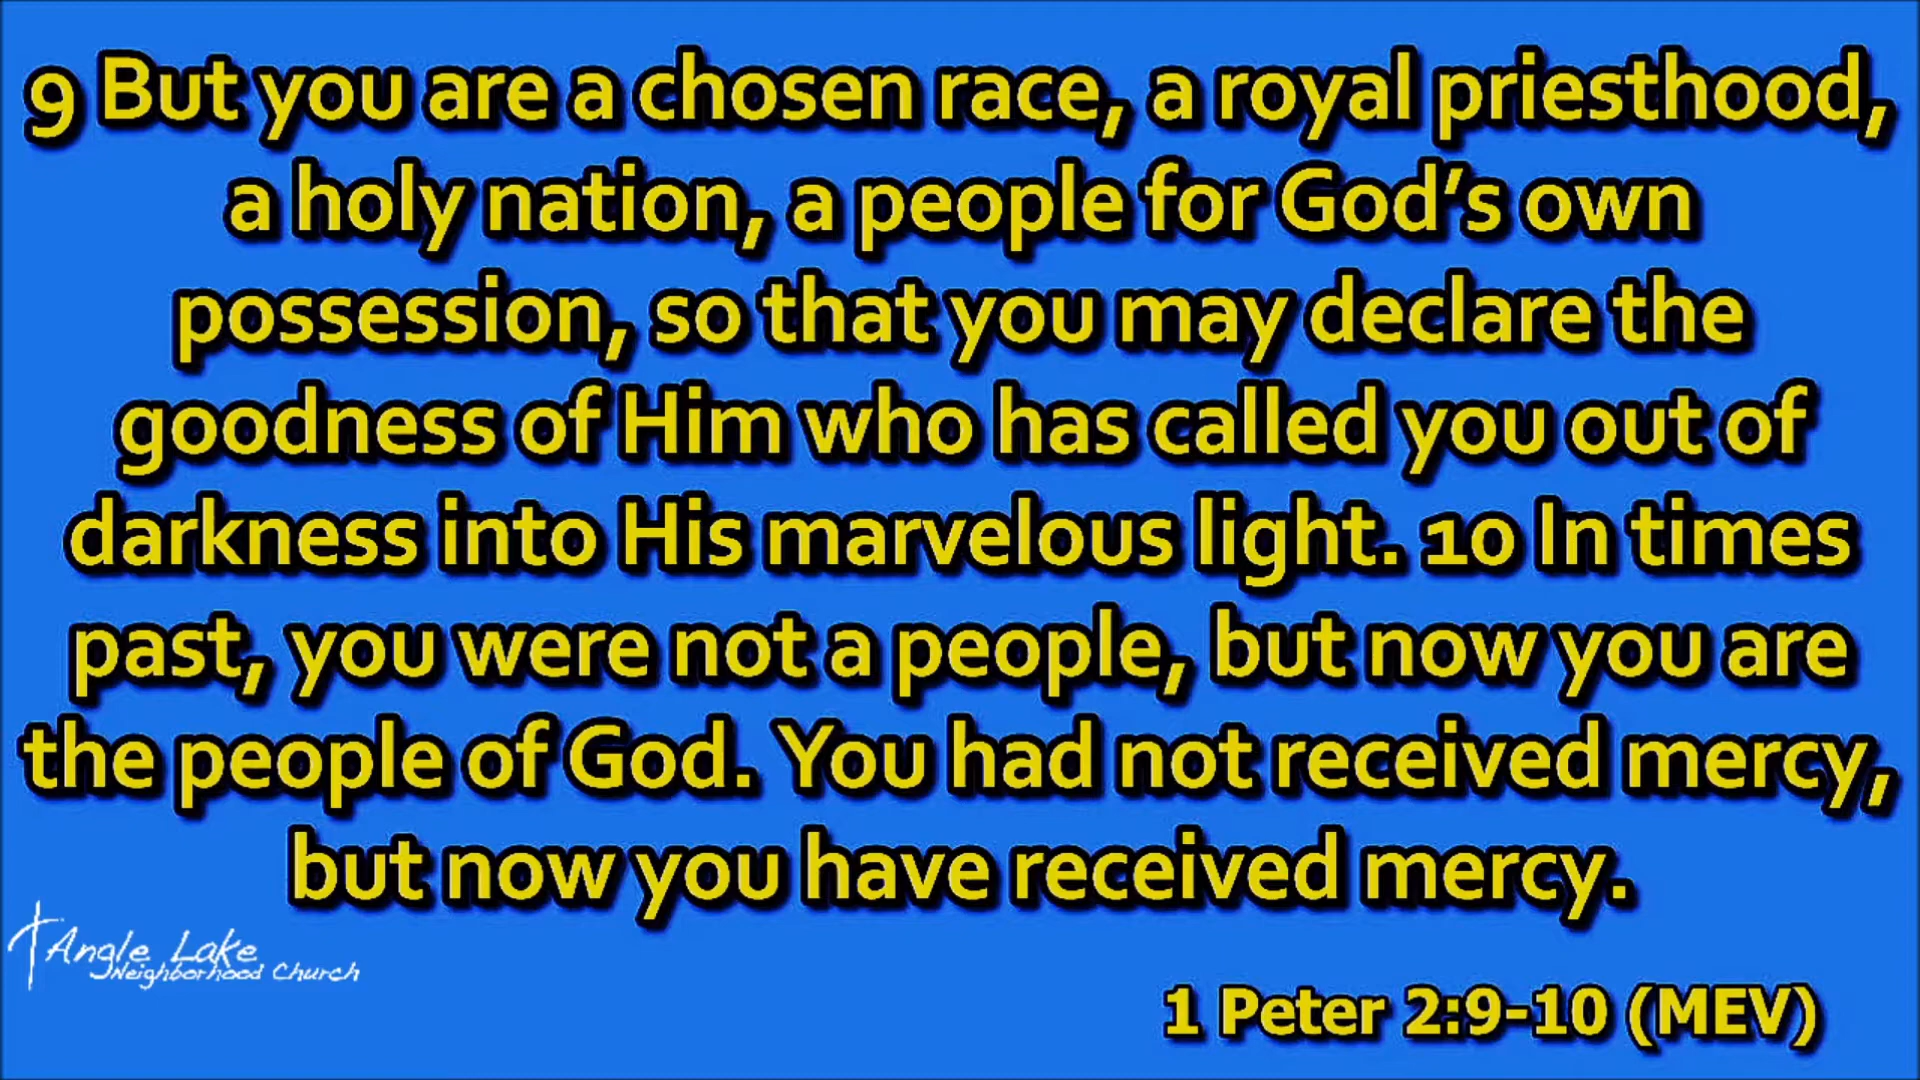 9 But you are a chosen race, a royal priesthood,
a holy nation, a people for God’s own
possession, so that you may declare the
goodness of Him who has called you out of
darkness into His marvelous light. 10 In times
past, you were not a people, but now you are
the people of God. You had not received mercy,
but now you have received mercy.
Angle Lake
Neighborhood Church
1 Peter 2:9-10 (MEV)